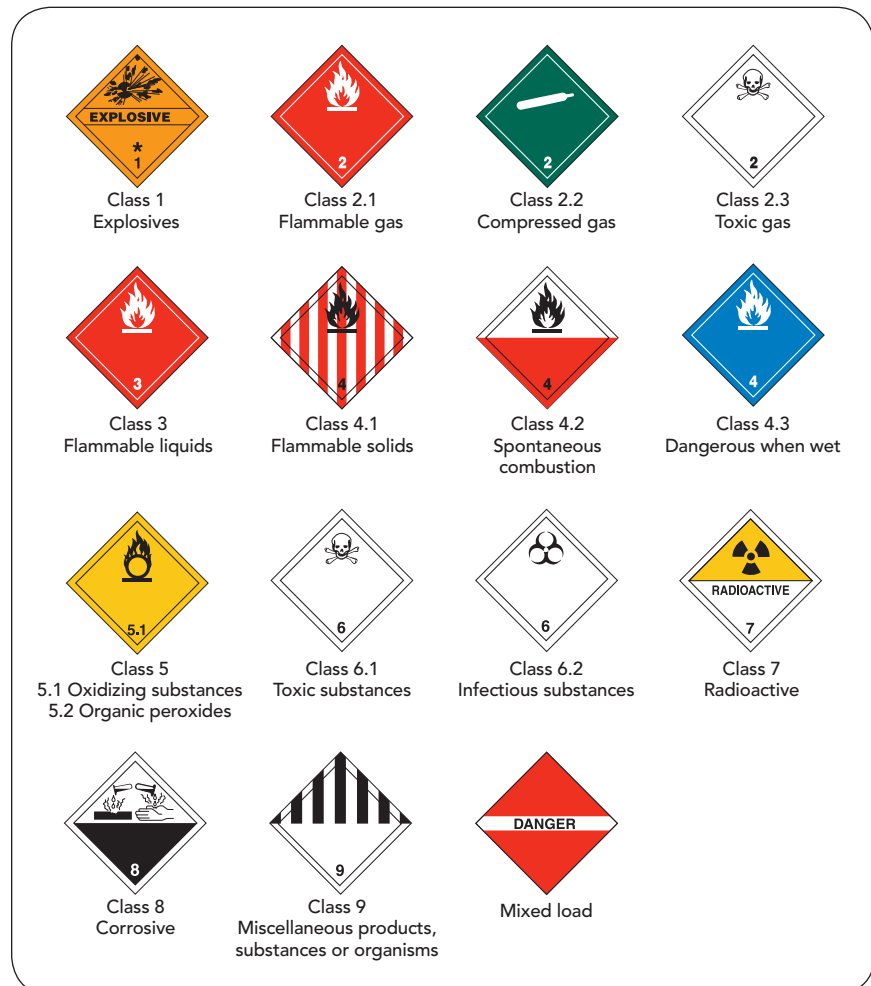 EXPLOSIVE
*
1
Class 1
Explosives
2
Class 2.1
Flammable gas
2
Class 2.2
Compressed gas
2
Class 2.3
Toxic gas
3
Class 3
Flammable liquids
4
Class 4.1
Flammable solids
4
Class 4.2
Spontaneous
combustion
4
Class 4.3
Dangerous when wet
5.1
Class 5
5.1 Oxidizing substances
5.2 Organic peroxides
6
Class 6.1
Toxic substances
6
Class 6.2
Infectious substances
RADIOACTIVE
7
Class 7
Radioactive
8
Class 8
Corrosive
9
Class 9
Miscellaneous products,
substances or organisms
DANGER
Mixed load